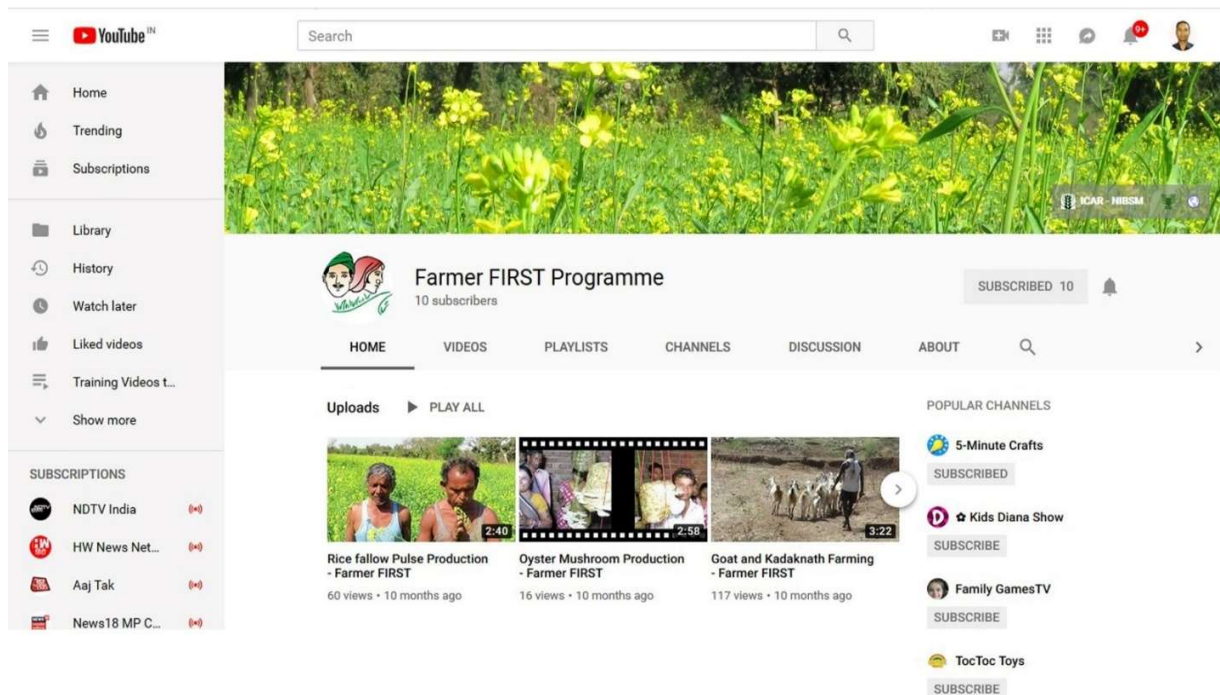 YouTube IN
Search
9+
Home
Trending
Subscriptions
Library
History
Watch later
Liked videos
Training Videos t...
Show more
SUBSCRIPTIONS
NDTV India
HW News Net...
Aaj Tak
News18 MP C...
ICAR - NIBSM
Farmer FIRST Programme
10 subscribers
SUBSCRIBED 10
HOME VIDEOS PLAYLISTS CHANNELS DISCUSSION ABOUT
Uploads PLAY ALL
2:40
Rice fallow Pulse Production
- Farmer FIRST
60 views • 10 months ago
2:58
Oyster Mushroom Production
- Farmer FIRST
16 views • 10 months ago
3:22
Goat and Kadaknath Farming
- Farmer FIRST
117 views • 10 months ago
POPULAR CHANNELS
5-Minute Crafts
SUBSCRIBED
✿ Kids Diana Show
SUBSCRIBE
Family GamesTV
SUBSCRIBE
TocToc Toys
SUBSCRIBE